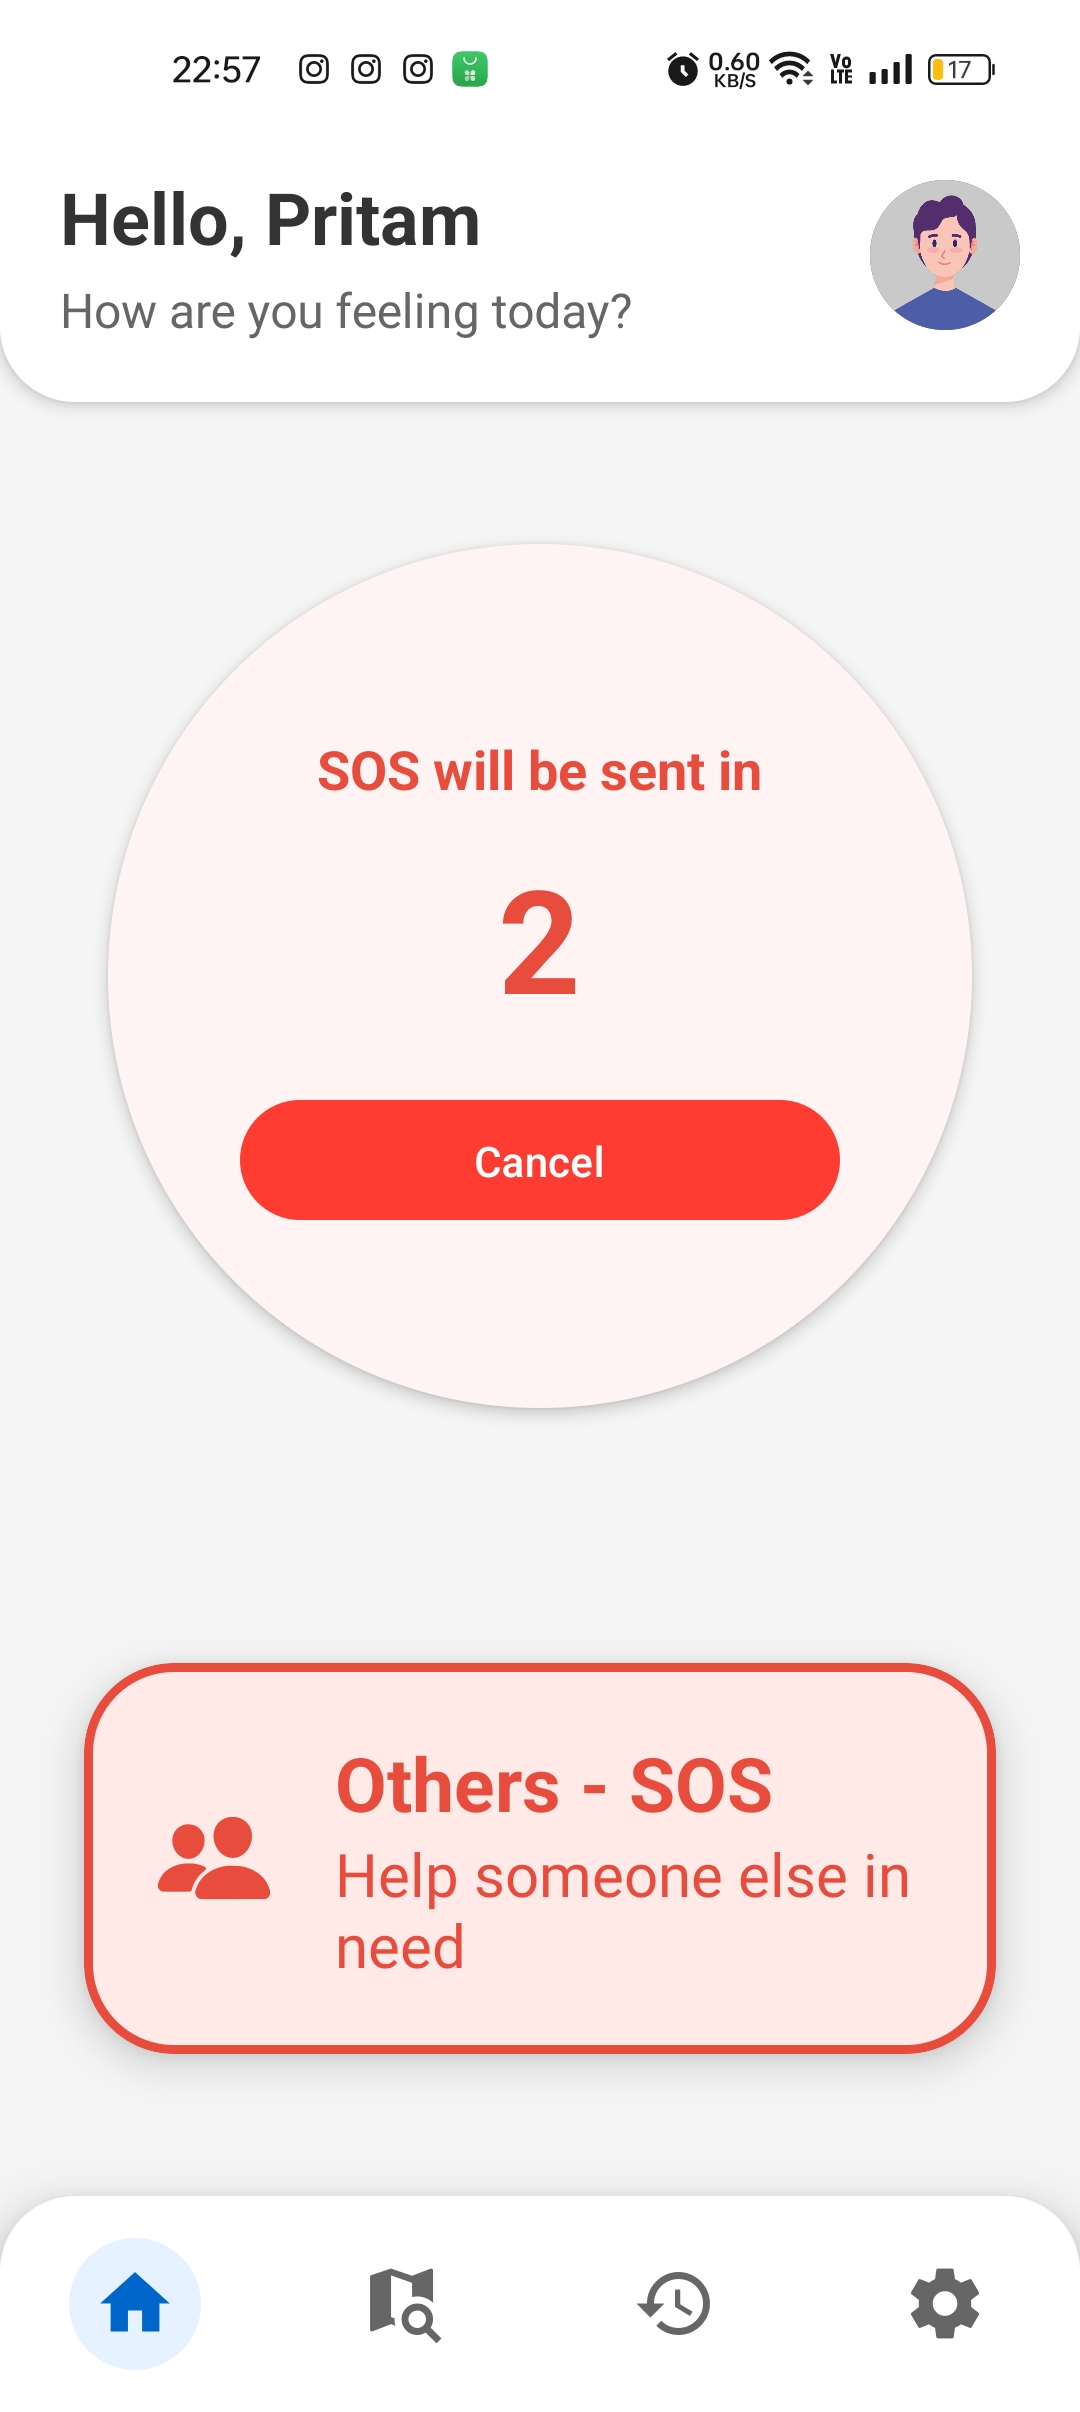 22:57
0.60
KB/S
Vo
LTE
17
Hello, Pritam
How are you feeling today?
SOS will be sent in
2
Cancel
Others - SOS
Help someone else in
need